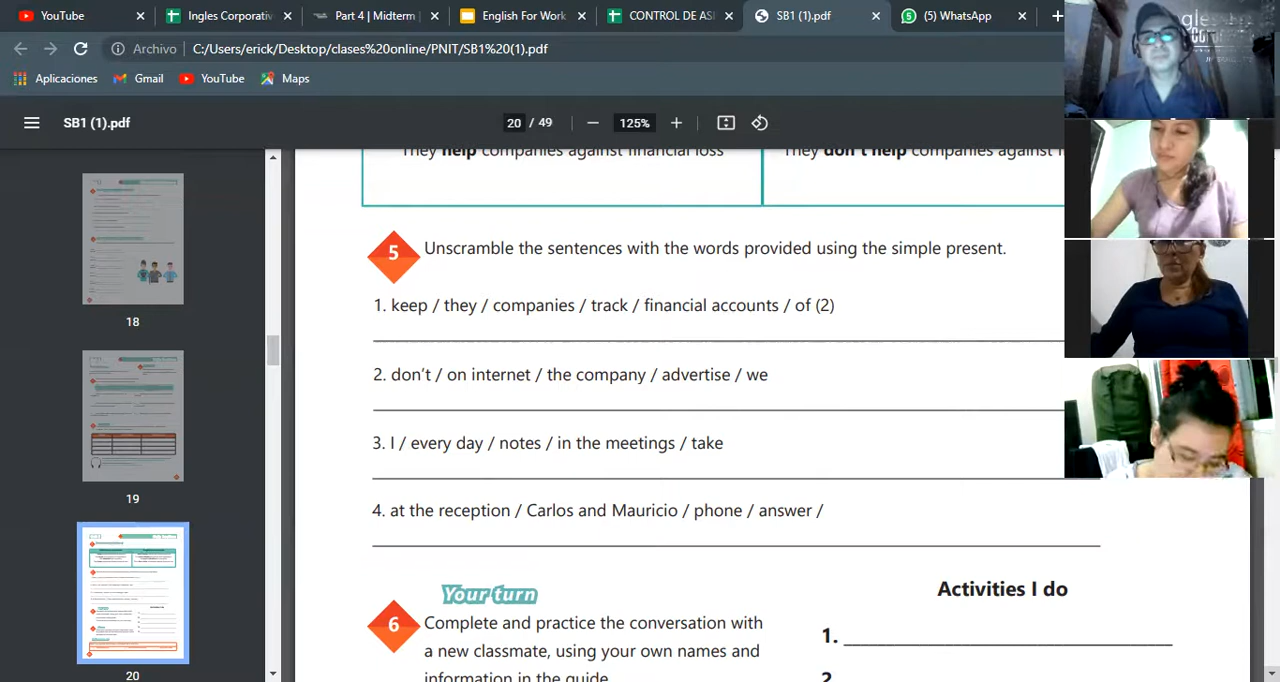 YouTube
Ingles Corporativ
Part 4 | Midterm
English For Work
CONTROL DE ASI
SB1 (1).pdf
(5) WhatsApp
Archivo
C:/Users/erick/Desktop/clases%20online/PNIT/SB1%20(1).pdf
Aplicaciones
Gmail
YouTube
Maps
SB1 (1).pdf
20 / 49
125%
18
19
20
They help companies against financial loss
They don't help companies against
5
Unscramble the sentences with the words provided using the simple present.
1. keep / they / companies / track / financial accounts / of (2)
2. don't / on internet / the company / advertise / we
3. I / every day / notes / in the meetings / take
4. at the reception / Carlos and Mauricio / phone / answer /
Your turn
6
Complete and practice the conversation with
a new classmate, using your own names and
information in the guide.
Activities I do
1.
2.